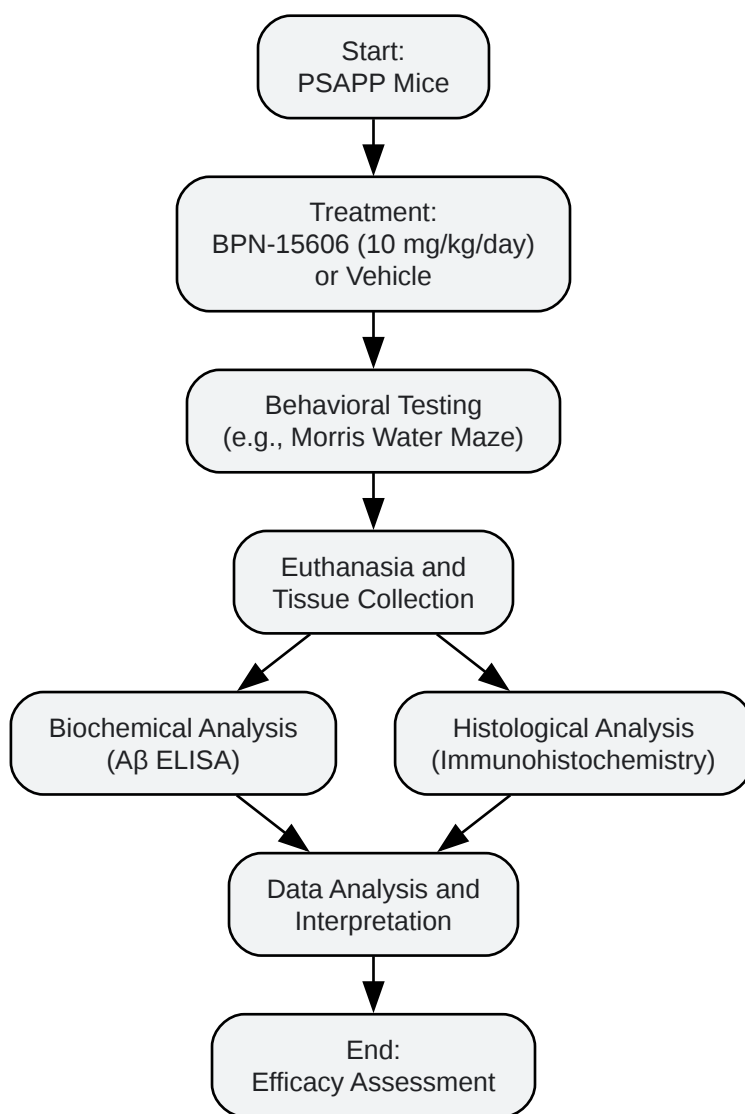 Start:
PSAPP Mice
Treatment:
BPN-15606 (10 mg/kg/day)
or Vehicle
Behavioral Testing
(e.g., Morris Water Maze)
Euthanasia and
Tissue Collection
Biochemical Analysis
(Aβ ELISA)
Histological Analysis
(Immunohistochemistry)
Data Analysis and
Interpretation
End:
Efficacy Assessment